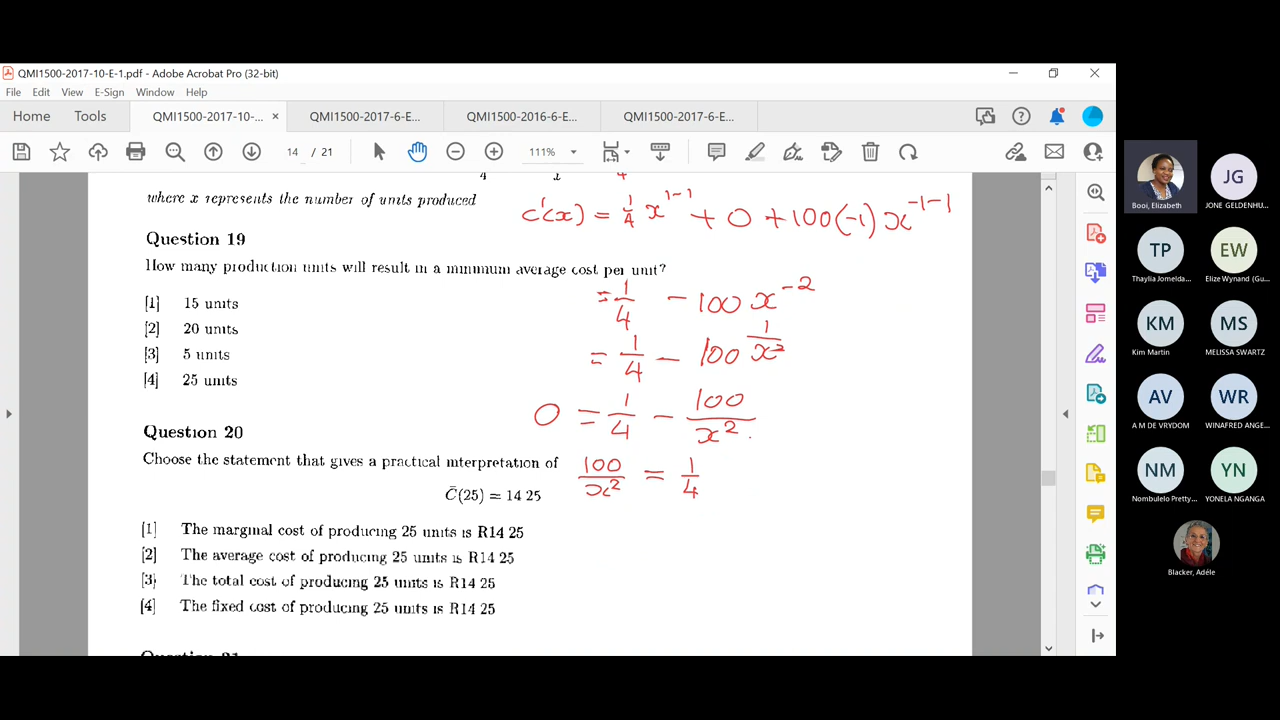 QMI1500-2017-10-E-1.pdf - Adobe Acrobat Pro (32-bit)
File Edit View E-Sign Window Help
Home Tools QMI1500-2017-10-... × QMI1500-2017-6-E... QMI1500-2016-6-E... QMI1500-2017-6-E...
14 / 21 111%
4 x 4
where x represents the number of units produced
c'(x) = 1/4 x^1-1 + 0 + 100(-1) x^-1-1
Question 19
How many production units will result in a minimum average cost per unit?
[1] 15 units
[2] 20 units
[3] 5 units
[4] 25 units
= 1/4 - 100 x^-2
= 1/4 - 100 1/x^2
0 = 1/4 - 100/x^2
100/x^2 = 1/4
Question 20
Choose the statement that gives a practical interpretation of
C̄(25) = 14 25
[1] The marginal cost of producing 25 units is R14 25
[2] The average cost of producing 25 units is R14 25
[3] The total cost of producing 25 units is R14 25
[4] The fixed cost of producing 25 units is R14 25
Booi, Elizabeth
JG
JONE GELDENHU...
TP
Thaylia Jomelda...
EW
Elize Wynand (Gu...
KM
Kim Martin
MS
MELISSA SWARTZ
AV
A M DE VRYDOM
WR
WINAFRED ANGE...
NM
Nombulelo Pretty...
YN
YONELA NGANGA
Blacker, Adéle